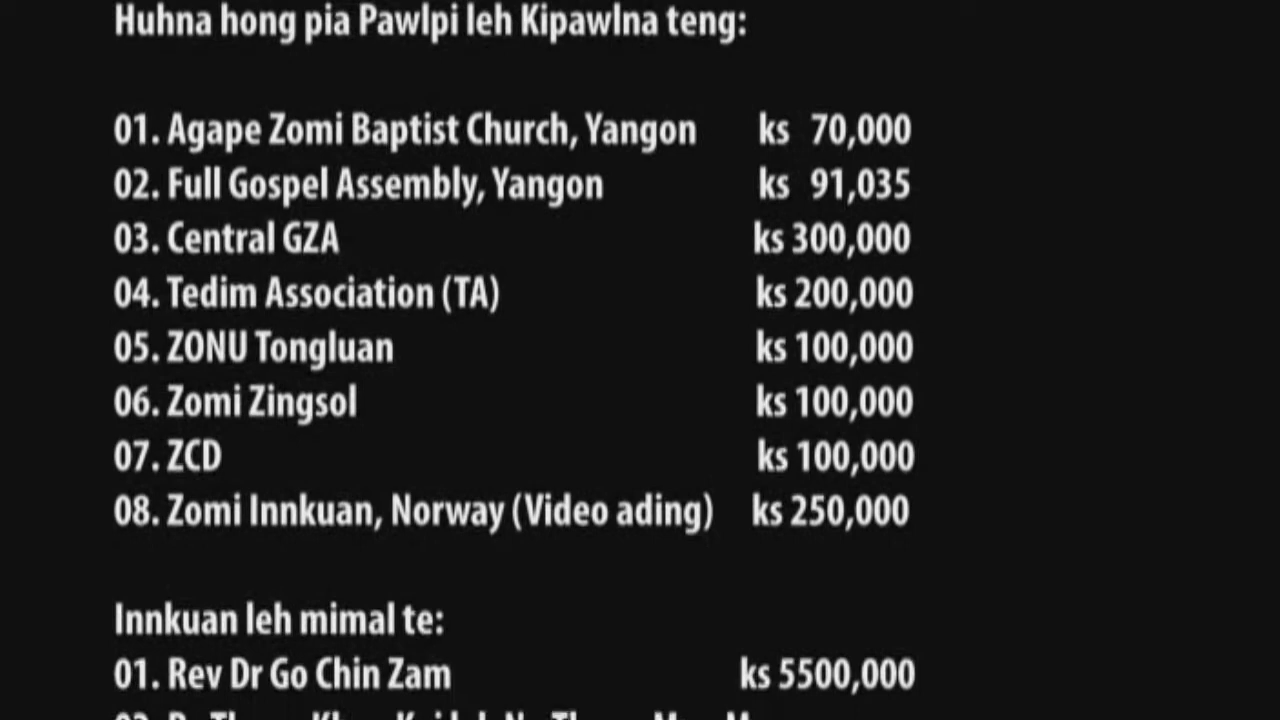 Huhna hong pia Pawlpi leh Kipawlna teng:
01. Agape Zomi Baptist Church, Yangon ks 70,000
02. Full Gospel Assembly, Yangon ks 91,035
03. Central GZA ks 300,000
04. Tedim Association (TA) ks 200,000
05. ZONU Tongluan ks 100,000
06. Zomi Zingsol ks 100,000
07. ZCD ks 100,000
08. Zomi Innkuan, Norway (Video ading) ks 250,000
Innkuan leh mimal te:
01. Rev Dr Go Chin Zam ks 5500,000